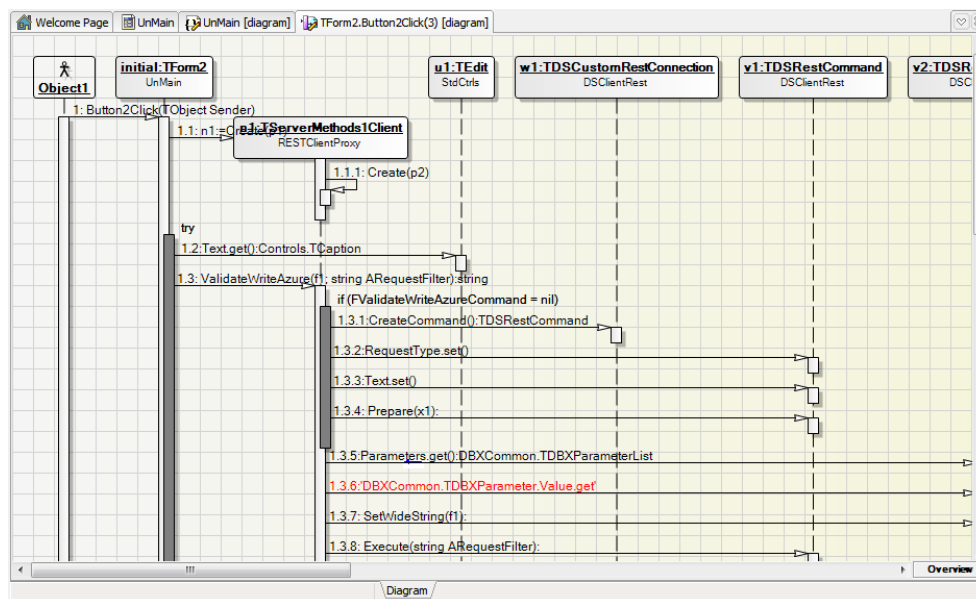 Welcome Page
UnMain
UnMain [diagram]
TForm2.Button2Click(3) [diagram]
Object1
initial:TForm2
UnMain
u1:TEdit
StdCtrls
w1:TDSCustomRestConnection
DSClientRest
v1:TDSRestCommand
DSClientRest
v2:TDSR
DSC
1: Button2Click(TObject Sender)
1.1: n1:=Create(p1)
n1:TServerMethods1Client
RESTClientProxy
1.1.1: Create(p2)
try
1.2:Text.get():Controls.TCaption
1.3: ValidateWriteAzure(f1; string ARequestFilter):string
if (FValidateWriteAzureCommand = nil)
1.3.1:CreateCommand():TDSRestCommand
1.3.2:RequestType.set()
1.3.3:Text.set()
1.3.4: Prepare(x1):
1.3.5:Parameters.get():DBXCommon.TDBXParameterList
1.3.6:'DBXCommon.TDBXParameter.Value.get'
1.3.7: SetWideString(f1):
1.3.8: Execute(string ARequestFilter):
Overview
Diagram